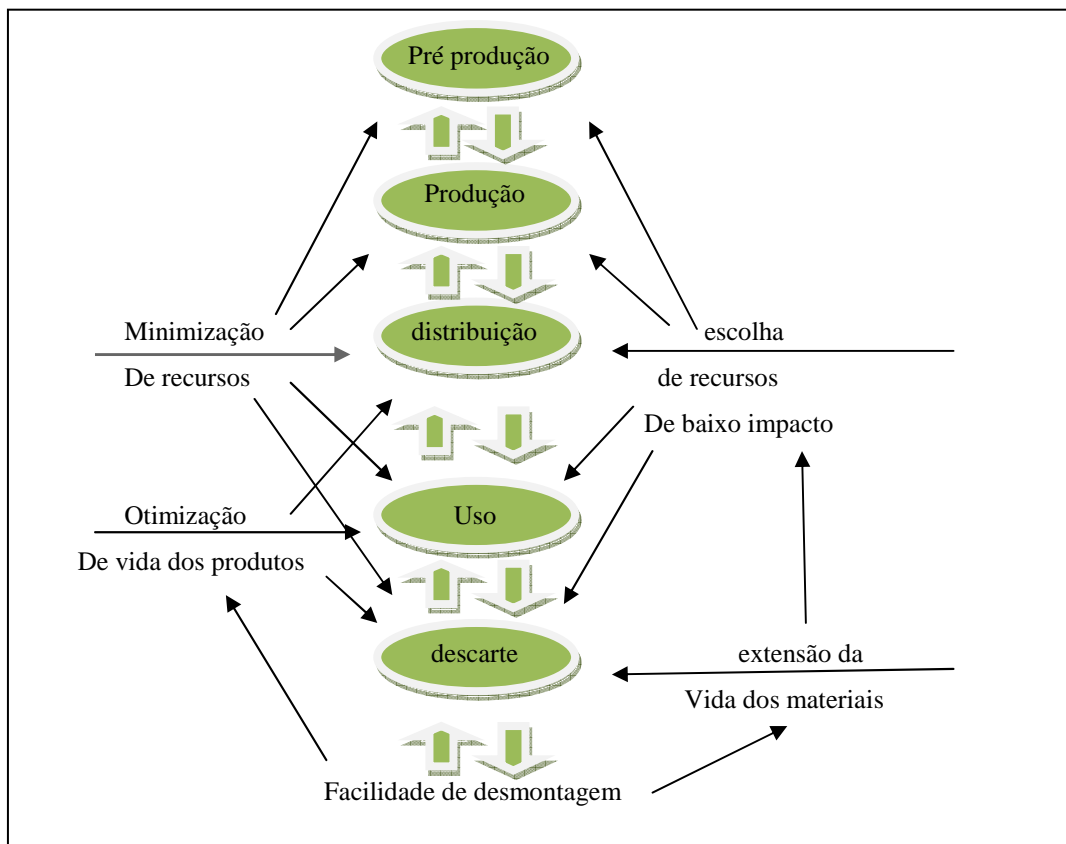 Pré produção
Produção
Minimização
distribuição
escolha
De recursos
de recursos
De baixo impacto
Otimização
Uso
De vida dos produtos
descarte
extensão da
Vida dos materiais
Facilidade de desmontagem